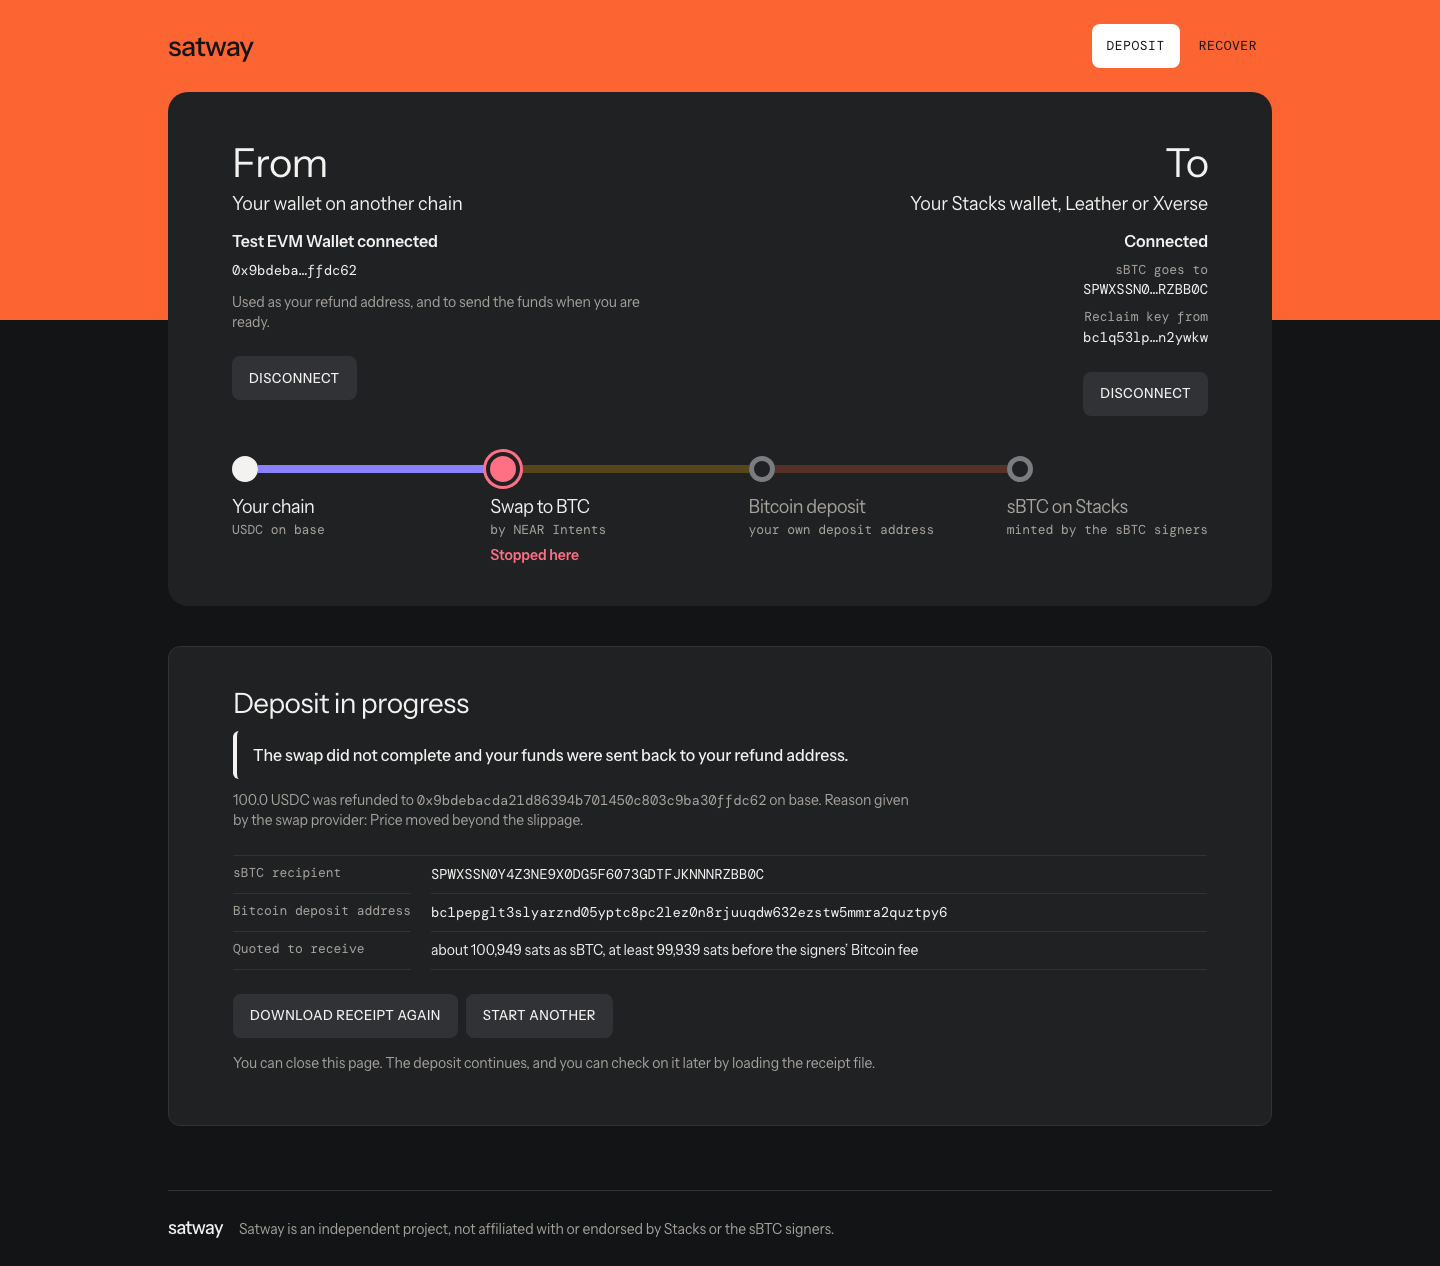 satway
DEPOSIT
RECOVER
From
To
Your wallet on another chain
Your Stacks wallet, Leather or Xverse
Test EVM Wallet connected
Connected
0x9bdeba…ffdc62
sBTC goes to
SPWXSSN0…RZBB0C
Used as your refund address, and to send the funds when you are
ready.
Reclaim key from
bc1q53lp…n2ywkw
DISCONNECT
DISCONNECT
Your chain
USDC on base
Swap to BTC
by NEAR Intents
Stopped here
Bitcoin deposit
your own deposit address
sBTC on Stacks
minted by the sBTC signers
Deposit in progress
The swap did not complete and your funds were sent back to your refund address.
100.0 USDC was refunded to 0x9bdebacda21d86394b701450c803c9ba30ffdc62 on base. Reason given
by the swap provider: Price moved beyond the slippage.
sBTC recipient
SPWXSSN0Y4Z3NE9X0DG5F6073GDTFJKNNNRZBB0C
Bitcoin deposit address
bc1pepglt3slyarznd05yptc8pc2lez0n8rjuuqdw632ezstw5mmra2quztpy6
Quoted to receive
about 100,949 sats as sBTC, at least 99,939 sats before the signers’ Bitcoin fee
DOWNLOAD RECEIPT AGAIN
START ANOTHER
You can close this page. The deposit continues, and you can check on it later by loading the receipt file.
satway
Satway is an independent project, not affiliated with or endorsed by Stacks or the sBTC signers.